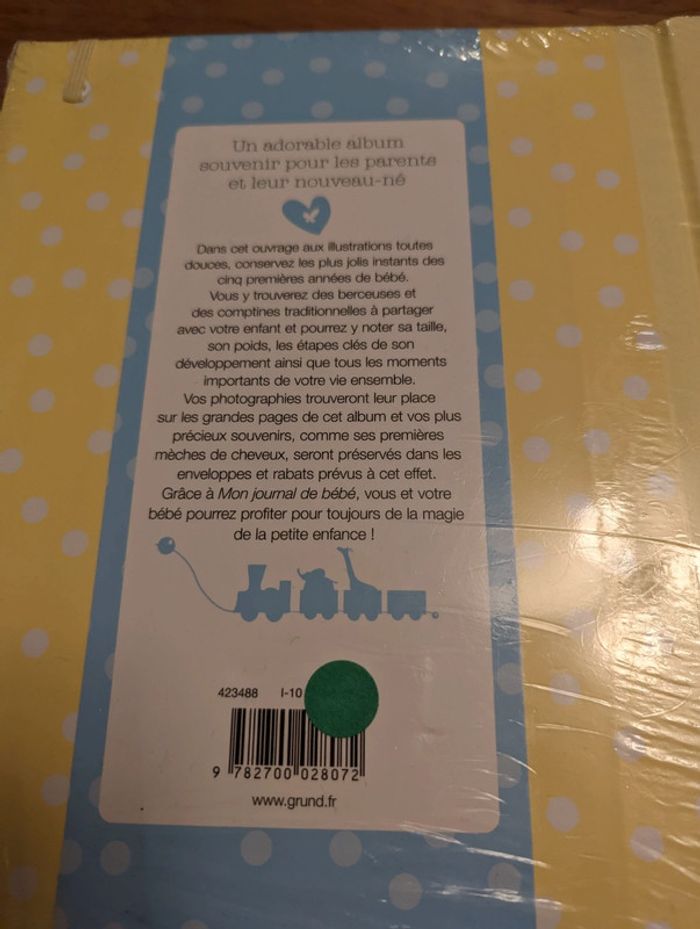 Un adorable album
souvenir pour les parents
et leur nouveau-né
Dans cet ouvrage aux illustrations toutes
douces, conservez les plus jolis instants des
cinq premières années de bébé.
Vous y trouverez des berceuses et
des comptines traditionnelles à partager
avec votre enfant et pourrez y noter sa taille,
son poids, les étapes clés de son
développement ainsi que tous les moments
importants de votre vie ensemble.
Vos photographies trouveront leur place
sur les grandes pages de cet album et vos plus
précieux souvenirs, comme ses premières
mèches de cheveux, seront préservés dans les
enveloppes et rabats prévus à cet effet.
Grâce à Mon journal de bébé, vous et votre
bébé pourrez profiter pour toujours de la magie
de la petite enfance !
423488 I-10
9 782700 028072
www.grund.fr